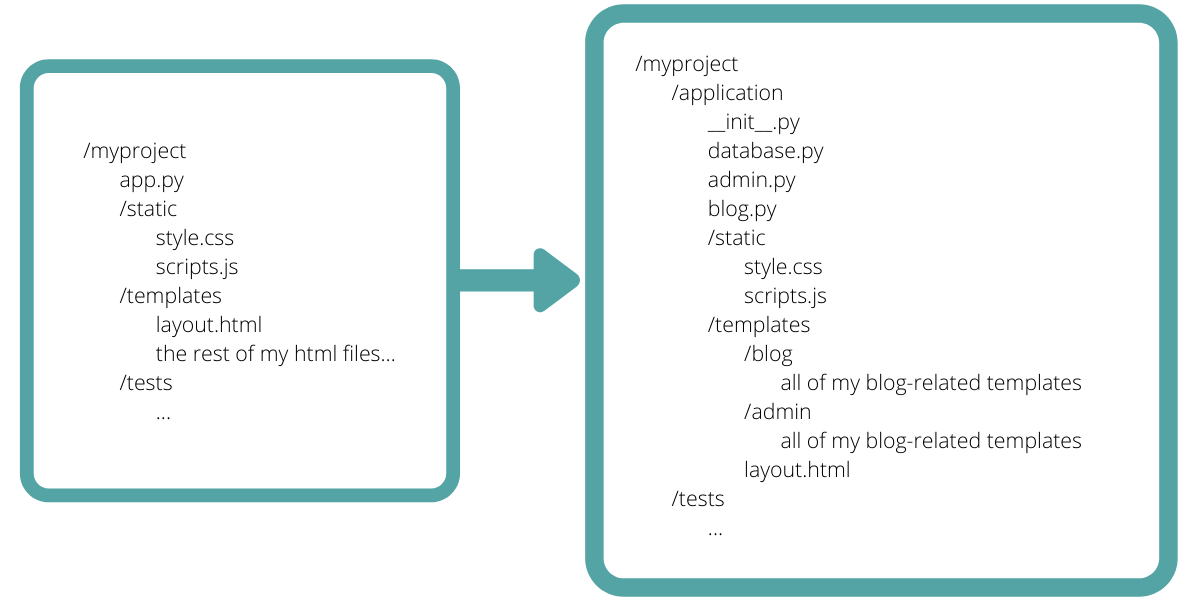 /myproject
app.py
/static
style.css
scripts.js
/templates
layout.html
the rest of my html files...
/tests
...
/myproject
/application
__init__.py
database.py
admin.py
blog.py
/static
style.css
scripts.js
/templates
/blog
all of my blog-related templates
/admin
all of my blog-related templates
layout.html
/tests
...